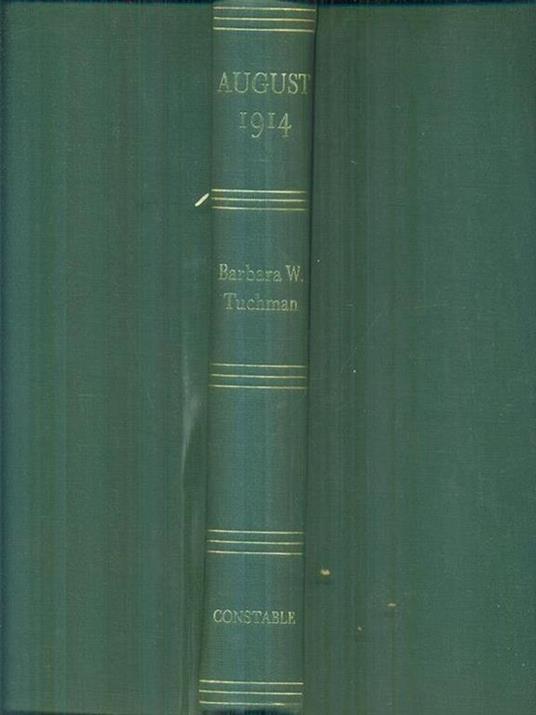 AUGUST
1914
Barbara W.
Tuchman
CONSTABLE